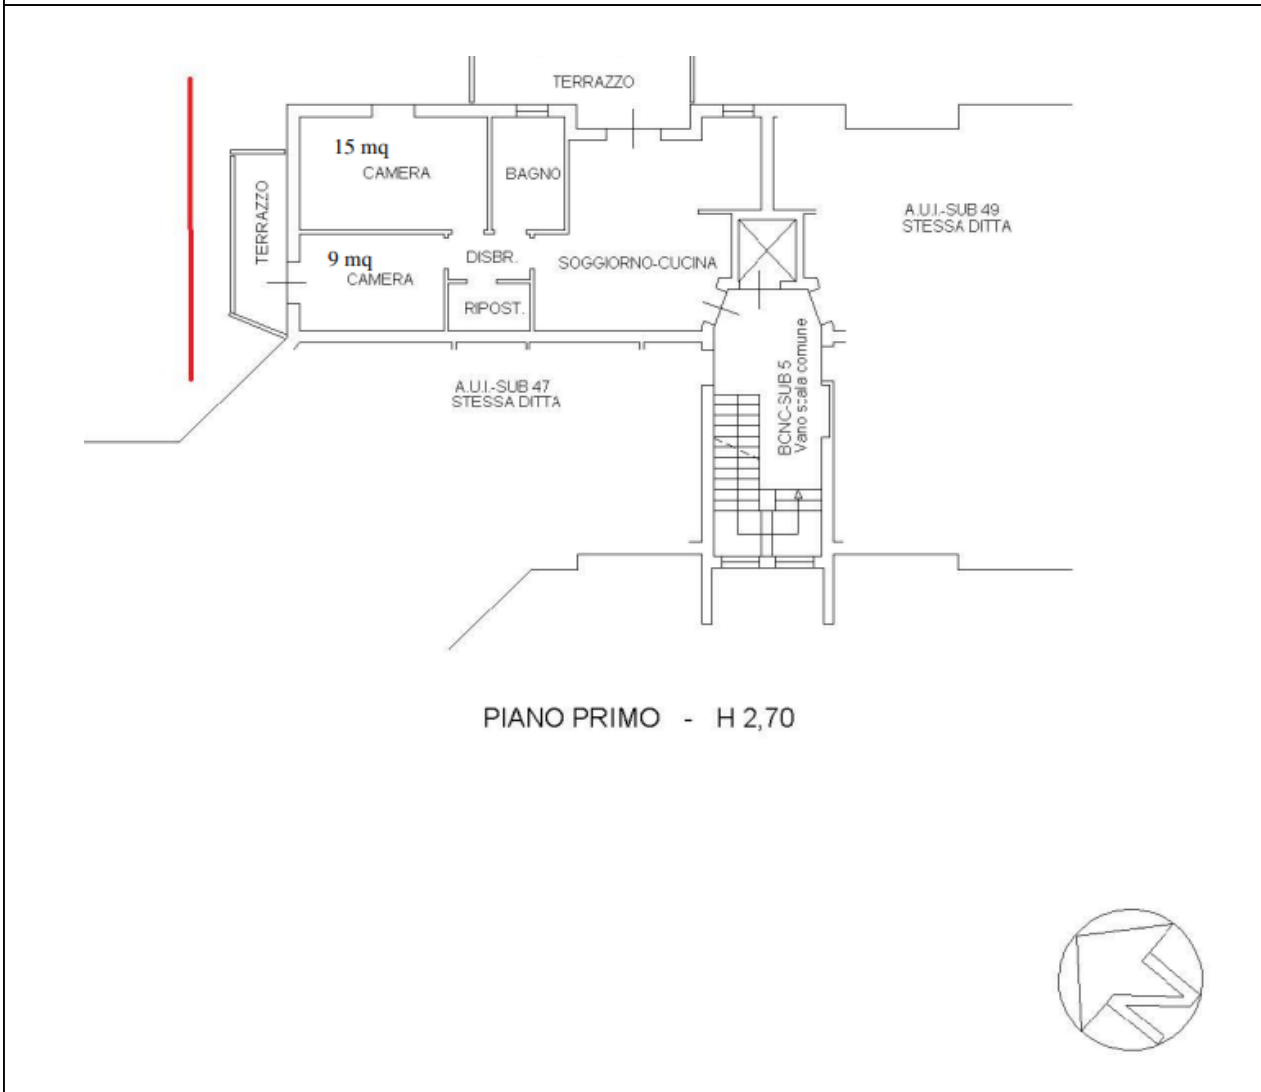 TERRAZZO
15 mq
CAMERA
BAGNO
TERRAZZO
A.U.I.-SUB 49
STESSA DITTA
9 mq
CAMERA
DISBR.
SOGGIORNO-CUCINA
RIPOST.
BCNC-SUB 5
Vano scala comune
A.U.I.-SUB 47
STESSA DITTA
PIANO PRIMO - H 2,70
N